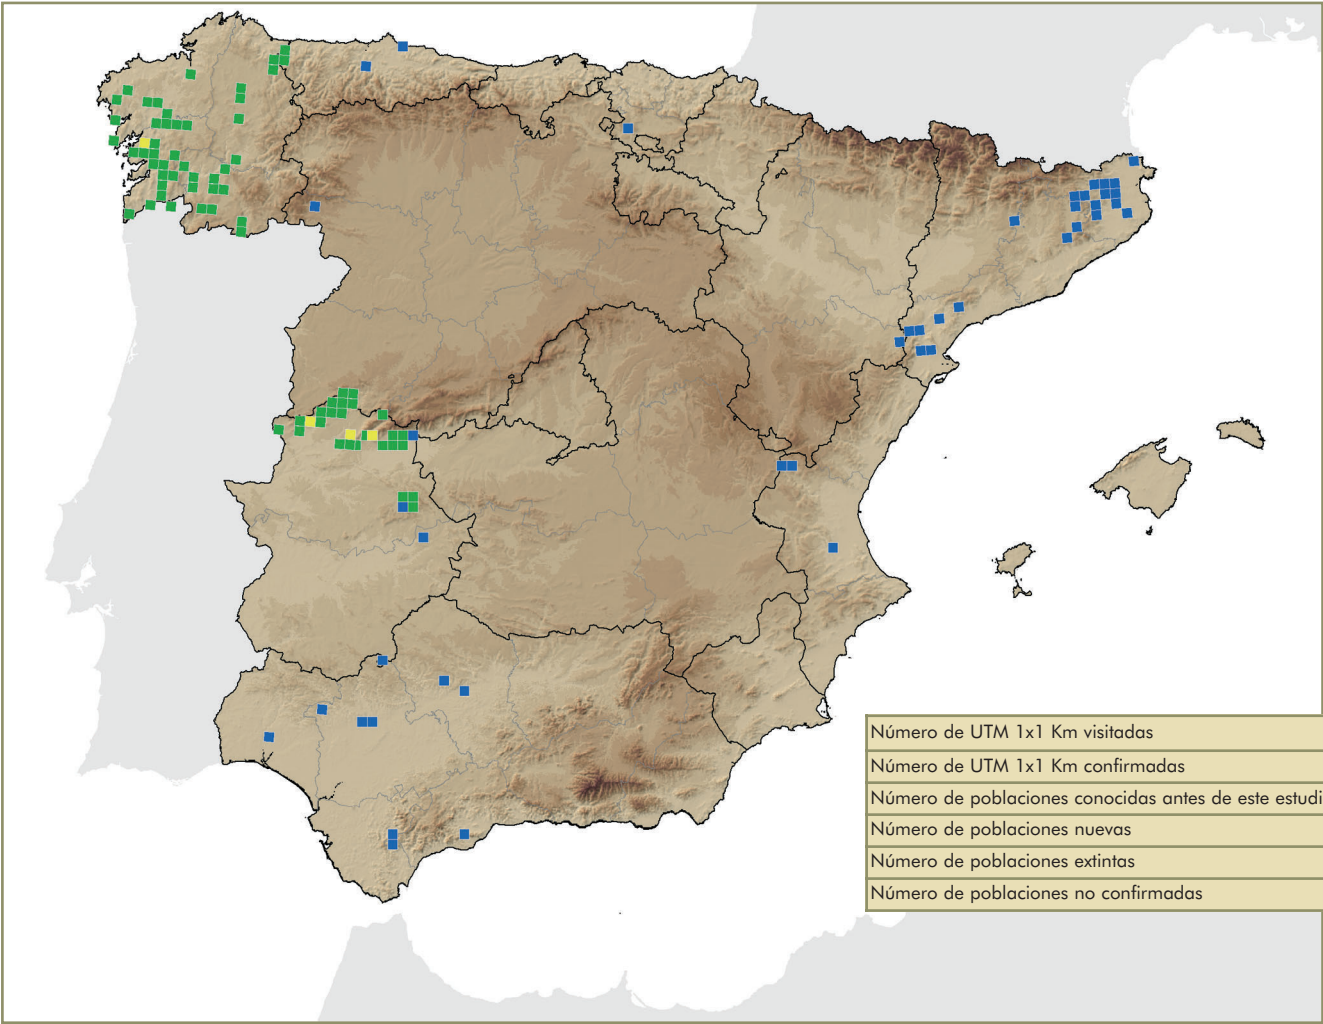 Número de UTM 1x1 Km visitadas
Número de UTM 1x1 Km confirmadas
Número de poblaciones conocidas antes de este estudi
Número de poblaciones nuevas
Número de poblaciones extintas
Número de poblaciones no confirmadas